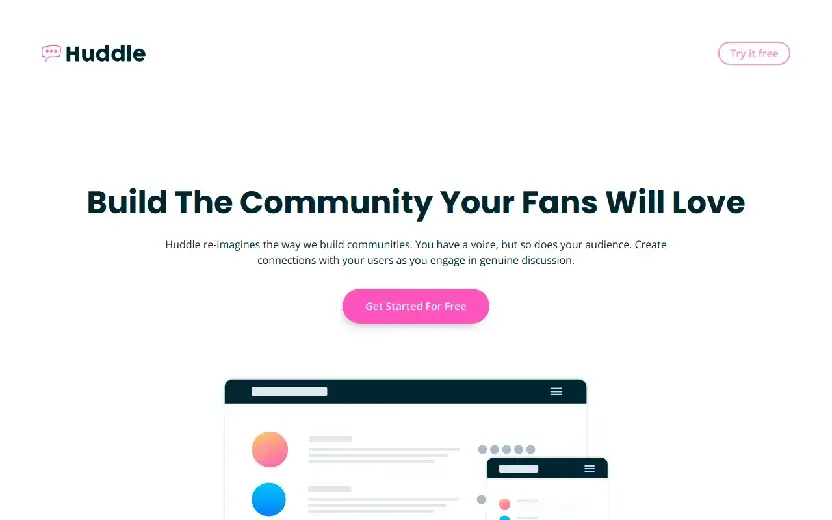 Huddle
Try it free
Build The Community Your Fans Will Love
Huddle re-imagines the way we build communities. You have a voice, but so does your audience. Create
connections with your users as you engage in genuine discussion.
Get Started For Free